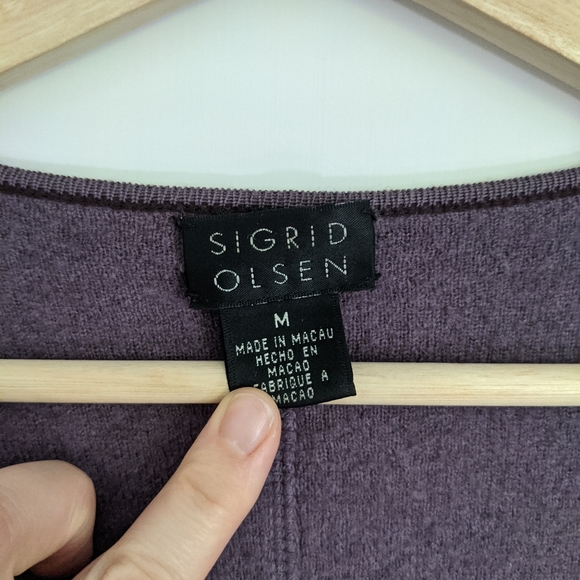 SIGRID
OLSEN
M
MADE IN MACAU
HECHO EN
MACAO
FABRIQUE A
MACAO